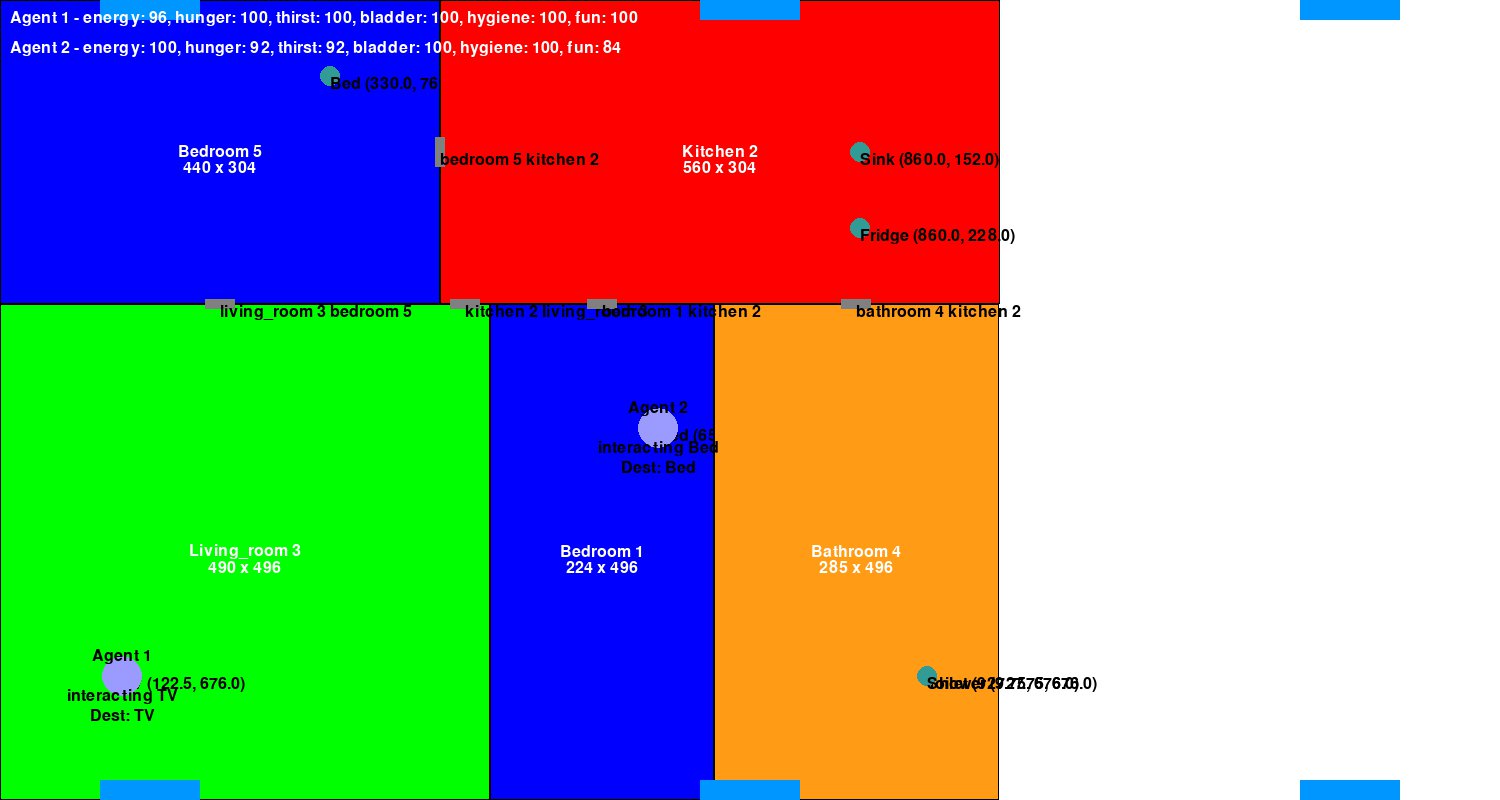 Agent 1 - energy: 96, hunger: 100, thirst: 100, bladder: 100, hygiene: 100, fun: 100
Agent 2 - energy: 100, hunger: 92, thirst: 92, bladder: 100, hygiene: 100, fun: 84
Bed (330.0, 76
Bedroom 5
440 x 304
bedroom 5 kitchen 2
Kitchen 2
560 x 304
Sink (860.0, 152.0)
Fridge (860.0, 228.0)
living_room 3 bedroom 5
kitchen 2 living_room 3
bedroom 1 kitchen 2
bathroom 4 kitchen 2
Agent 2
d (65
interacting Bed
Dest: Bed
Living_room 3
490 x 496
Bedroom 1
224 x 496
Bathroom 4
285 x 496
Agent 1
(122.5, 676.0)
interacting TV
Dest: TV